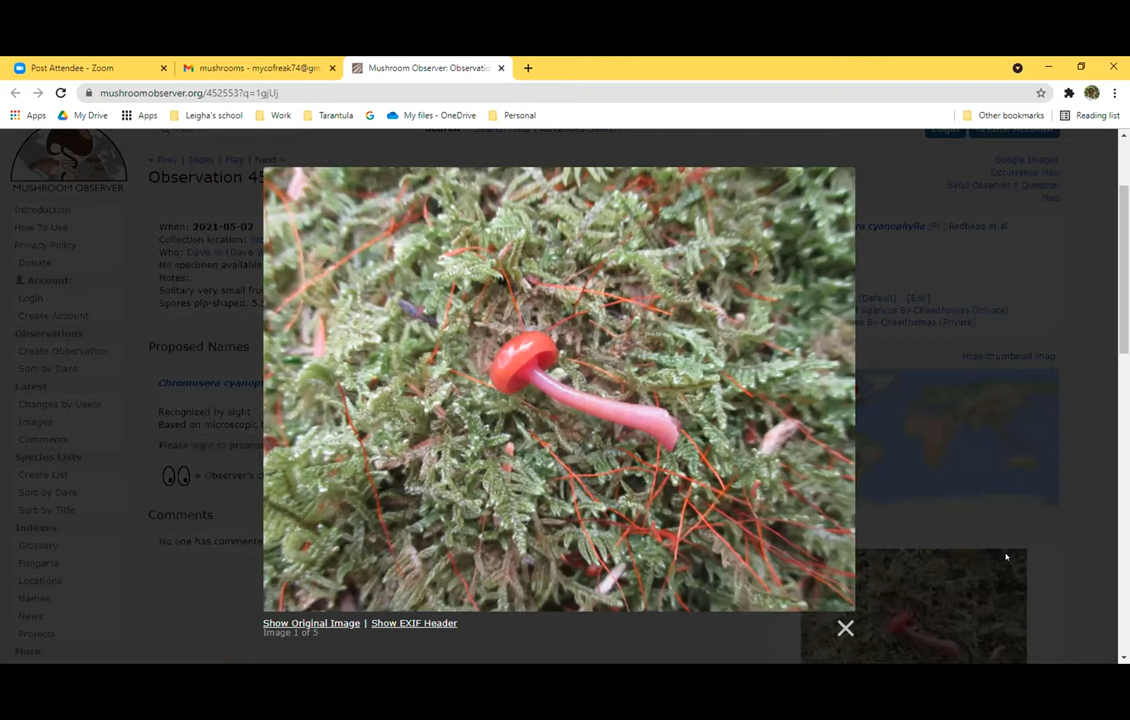 Post Attendee - Zoom
mushrooms - mycofreak74@gm
Mushroom Observer: Observatio
mushroomobserver.org/452553?q=1gjUj
Apps
My Drive
Apps
Leigha's school
Work
Tarantula
My files - OneDrive
Personal
Other bookmarks
Reading list
MUSHROOM OBSERVER
« Prev | Index | Map | Next »
Observation 45
Google Images
Occurrence Map
Send Observer a Question
Map
Introduction
How To Use
Privacy Policy
Donate
Account:
Login
Create Account
Observations
Create Observation
Sort by Date
Latest
Changes by Users
Images
Comments
Species Lists
Create List
Sort by Date
Sort by Title
Indexes
Glossary
Fungaria
Locations
Names
News
Projects
More
When: 2021-05-02
Collection location:
Who: Dave W (Dave W
No specimen available
Notes:
Solitary very small frui
Spores pip-shaped. 5.
Proposed Names
Chromosera cyanop
Recognized by sight
Based on microscopic
Please login to propos
= Observer's c
Comments
No one has commente
ra cyanophylla (Fr.) Redhead et al.
(Default) [Edit]
Agaricus By Chaelthomas (Private)
es By Chaelthomas (Private)
Hide thumbnail map
Show Original Image | Show EXIF Header
Image 1 of 5